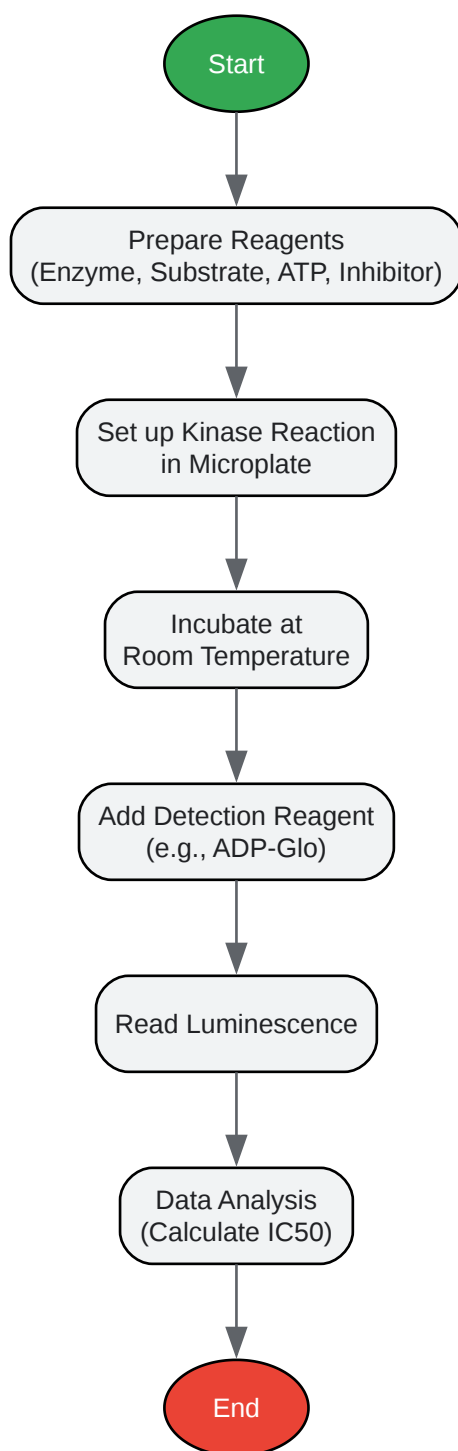 Start
Prepare Reagents
(Enzyme, Substrate, ATP, Inhibitor)
Set up Kinase Reaction
in Microplate
Incubate at
Room Temperature
Add Detection Reagent
(e.g., ADP-Glo)
Read Luminescence
Data Analysis
(Calculate IC50)
End